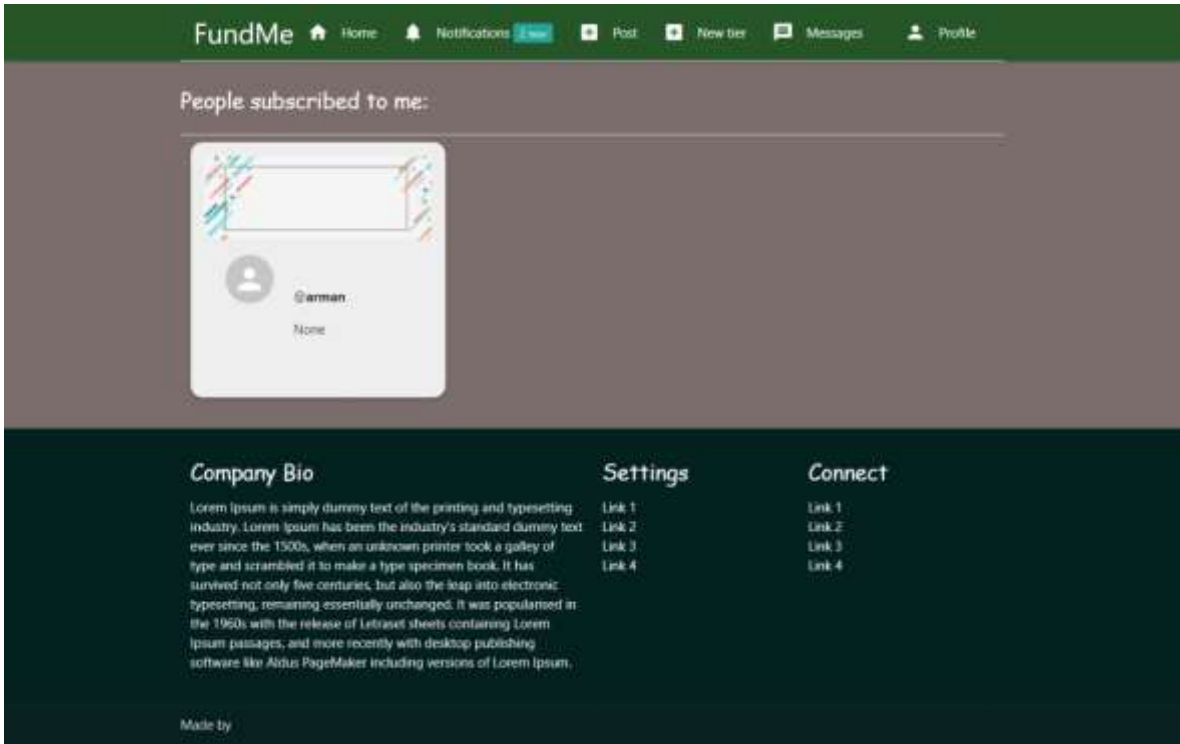 FundMe Home Notifications 2 new Post New tier Messages Profile
People subscribed to me:
@arman
None
Company Bio
Lorem Ipsum is simply dummy text of the printing and typesetting
industry. Lorem Ipsum has been the industry's standard dummy text
ever since the 1500s, when an unknown printer took a galley of
type and scrambled it to make a type specimen book. It has
survived not only five centuries, but also the leap into electronic
typesetting, remaining essentially unchanged. It was popularised in
the 1960s with the release of Letraset sheets containing Lorem
Ipsum passages, and more recently with desktop publishing
software like Aldus PageMaker including versions of Lorem Ipsum.
Settings
Link 1
Link 2
Link 3
Link 4
Connect
Link 1
Link 2
Link 3
Link 4
Made by